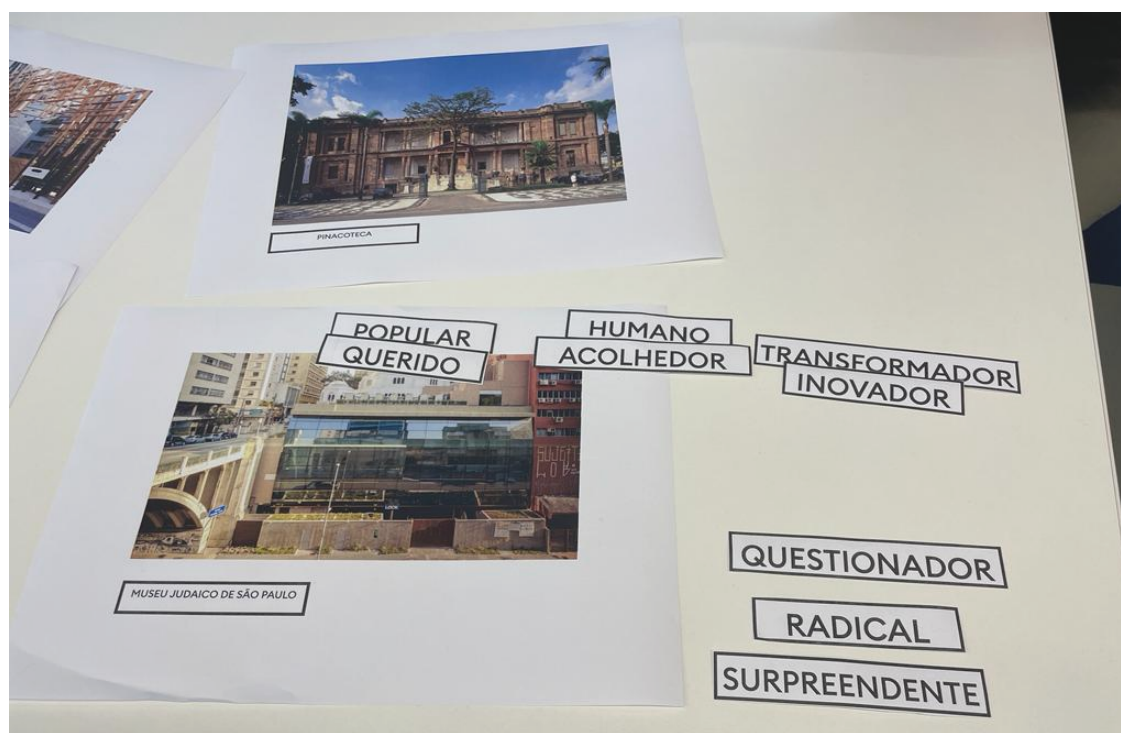 PINACOTECA
POPULAR
QUERIDO
HUMANO
ACOLHEDOR
TRANSFORMADOR
INOVADOR
MUSEU JUDAICO DE SÃO PAULO
QUESTIONADOR
RADICAL
SURPREENDENTE